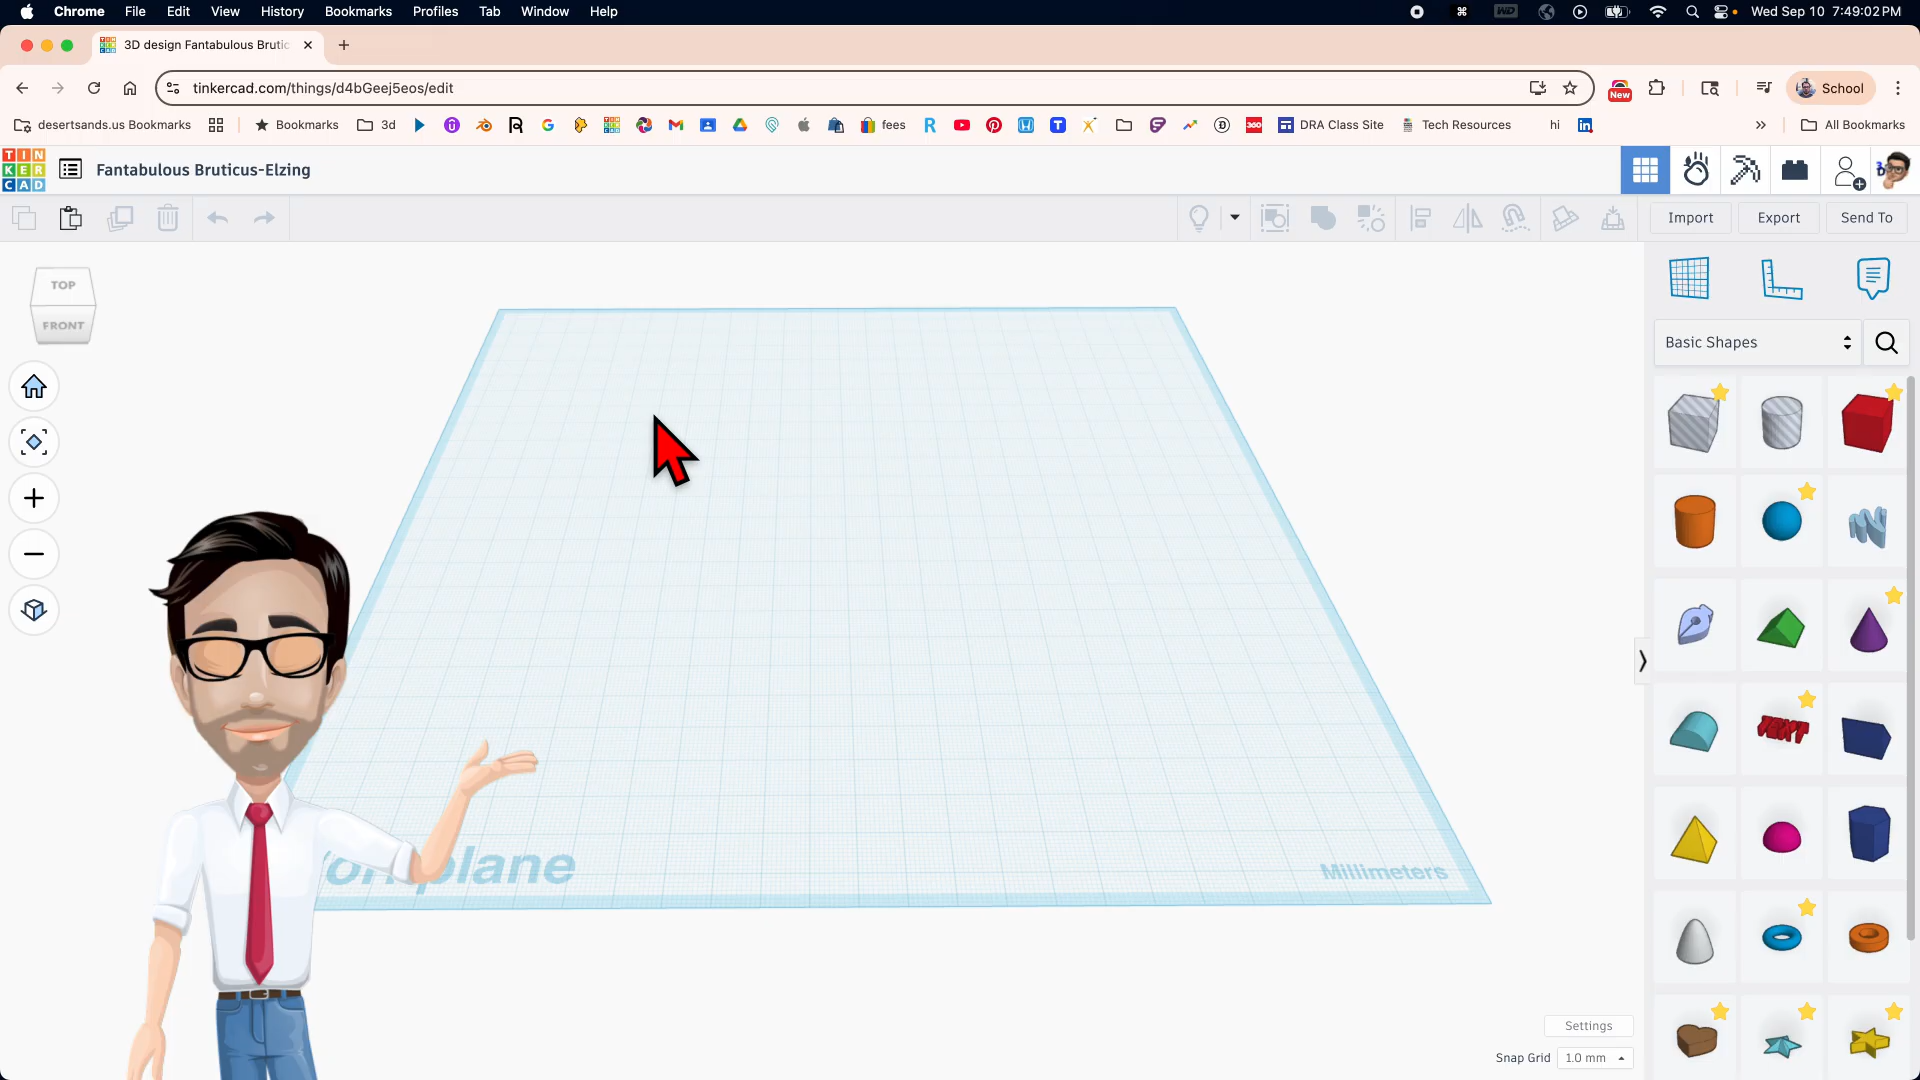 Chrome File Edit View History Bookmarks Profiles Tab Window Help
Wed Sep 10 7:49:02 PM
3D design Fantabulous Brutic
tinkercad.com/things/d4bGeej5eos/edit
New
School
desertsands.us Bookmarks
Bookmarks
3d
fees
DRA Class Site
Tech Resources
hi
All Bookmarks
TIN
KER
CAD
Fantabulous Bruticus-Elzing
Import
Export
Send To
TOP
FRONT
Basic Shapes
TEXT
plane
Millimeters
Settings
Snap Grid 1.0 mm